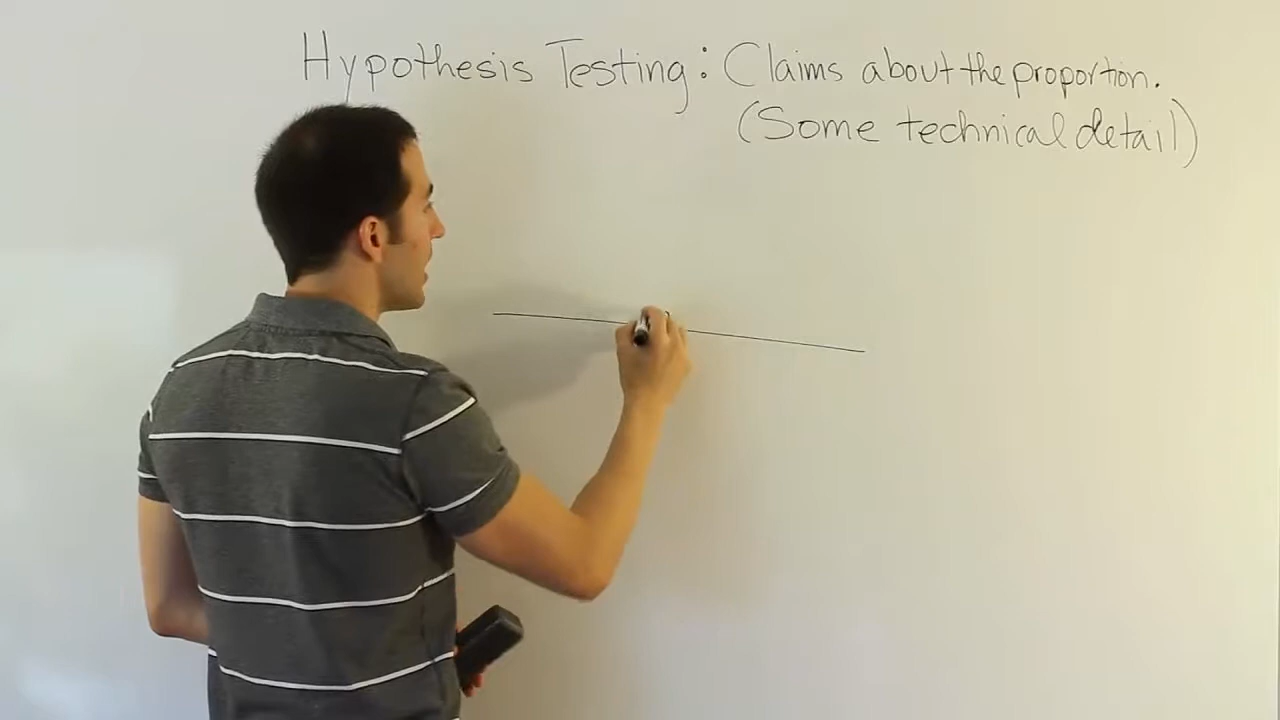 Hypothesis Testing: Claims about the proportion.
(Some technical detail)